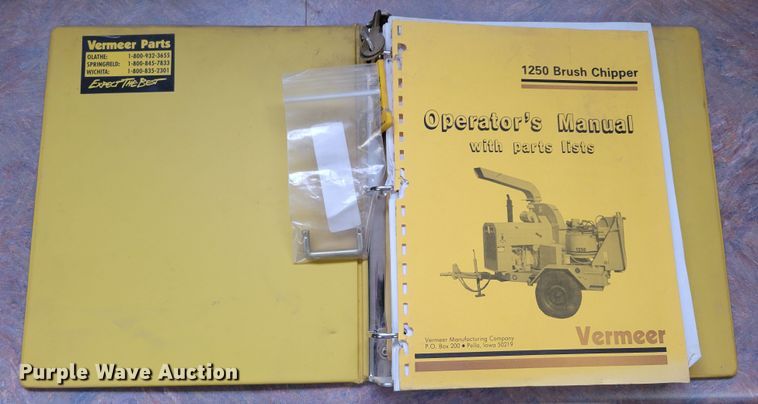 Vermeer Parts
OLATHE: 1-800-932-3655
SPRINGFIELD: 1-800-845-7833
WICHITA: 1-800-835-2301
EXPECT THE BEST
1250 Brush Chipper
Operator's Manual
with parts lists
1250
Vermeer Manufacturing Company
P.O. Box 200 • Pella, Iowa 50219
Vermeer
Purple Wave Auction